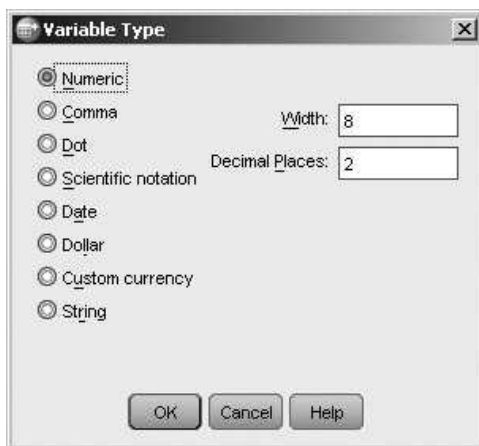 Variable Type
Numeric
Comma
Dot
Scientific notation
Date
Dollar
Custom currency
String
Width: 8
Decimal Places: 2
OK Cancel Help